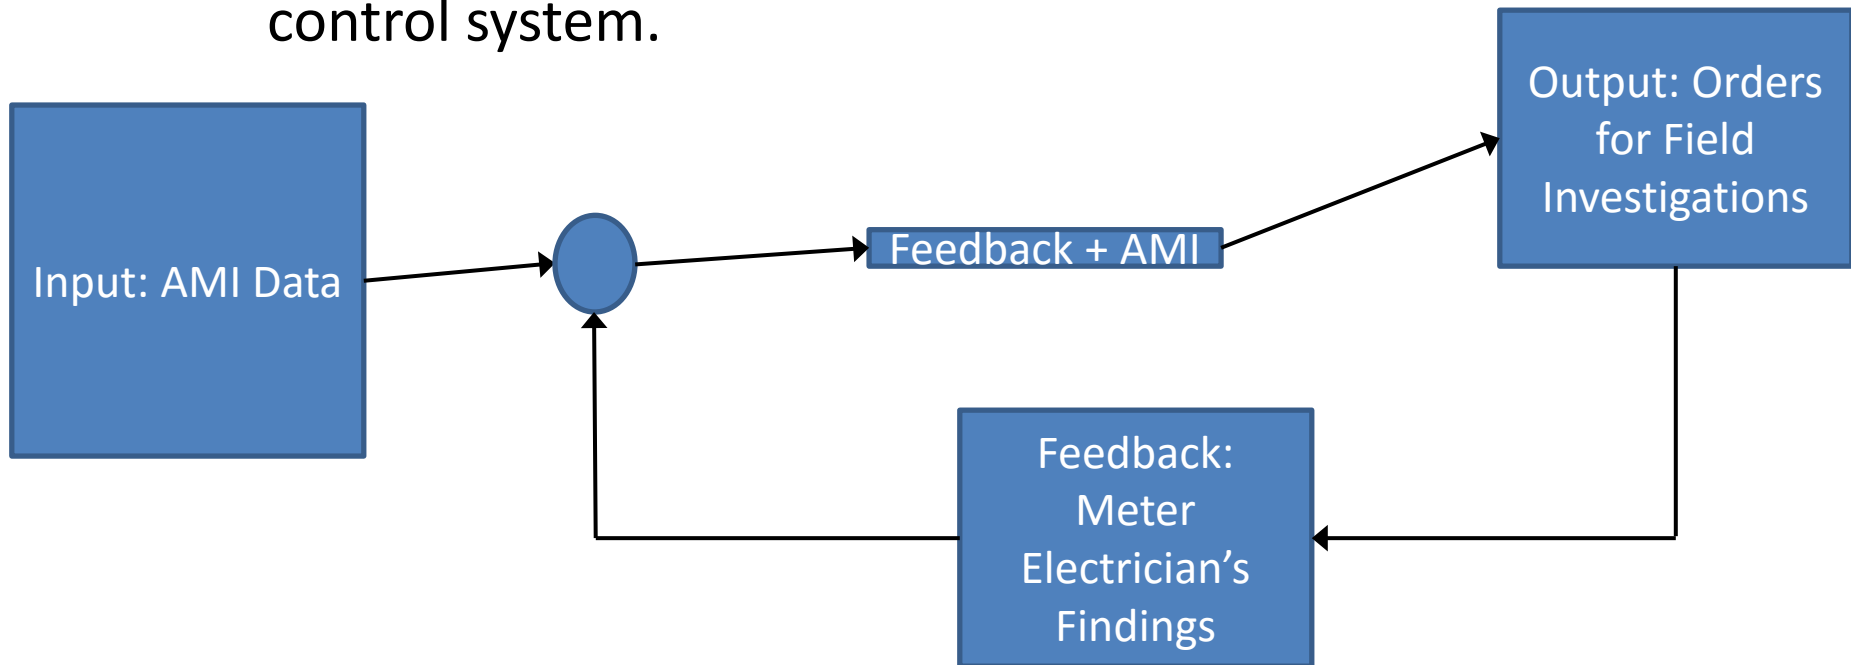 control system.
Input: AMI Data
Feedback + AMI
Output: Orders
for Field
Investigations
Feedback:
Meter
Electrician’s
Findings